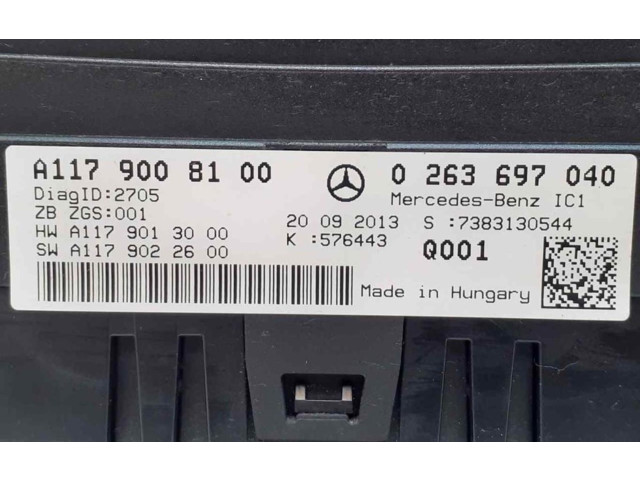 A117 900 81 00
0 263 697 040
DiagID:2705
Mercedes-Benz IC1
ZB ZGS:001
20 09 2013 S :7383130544
HW A117 901 30 00
K :576443
Q001
SW A117 902 26 00
Made in Hungary